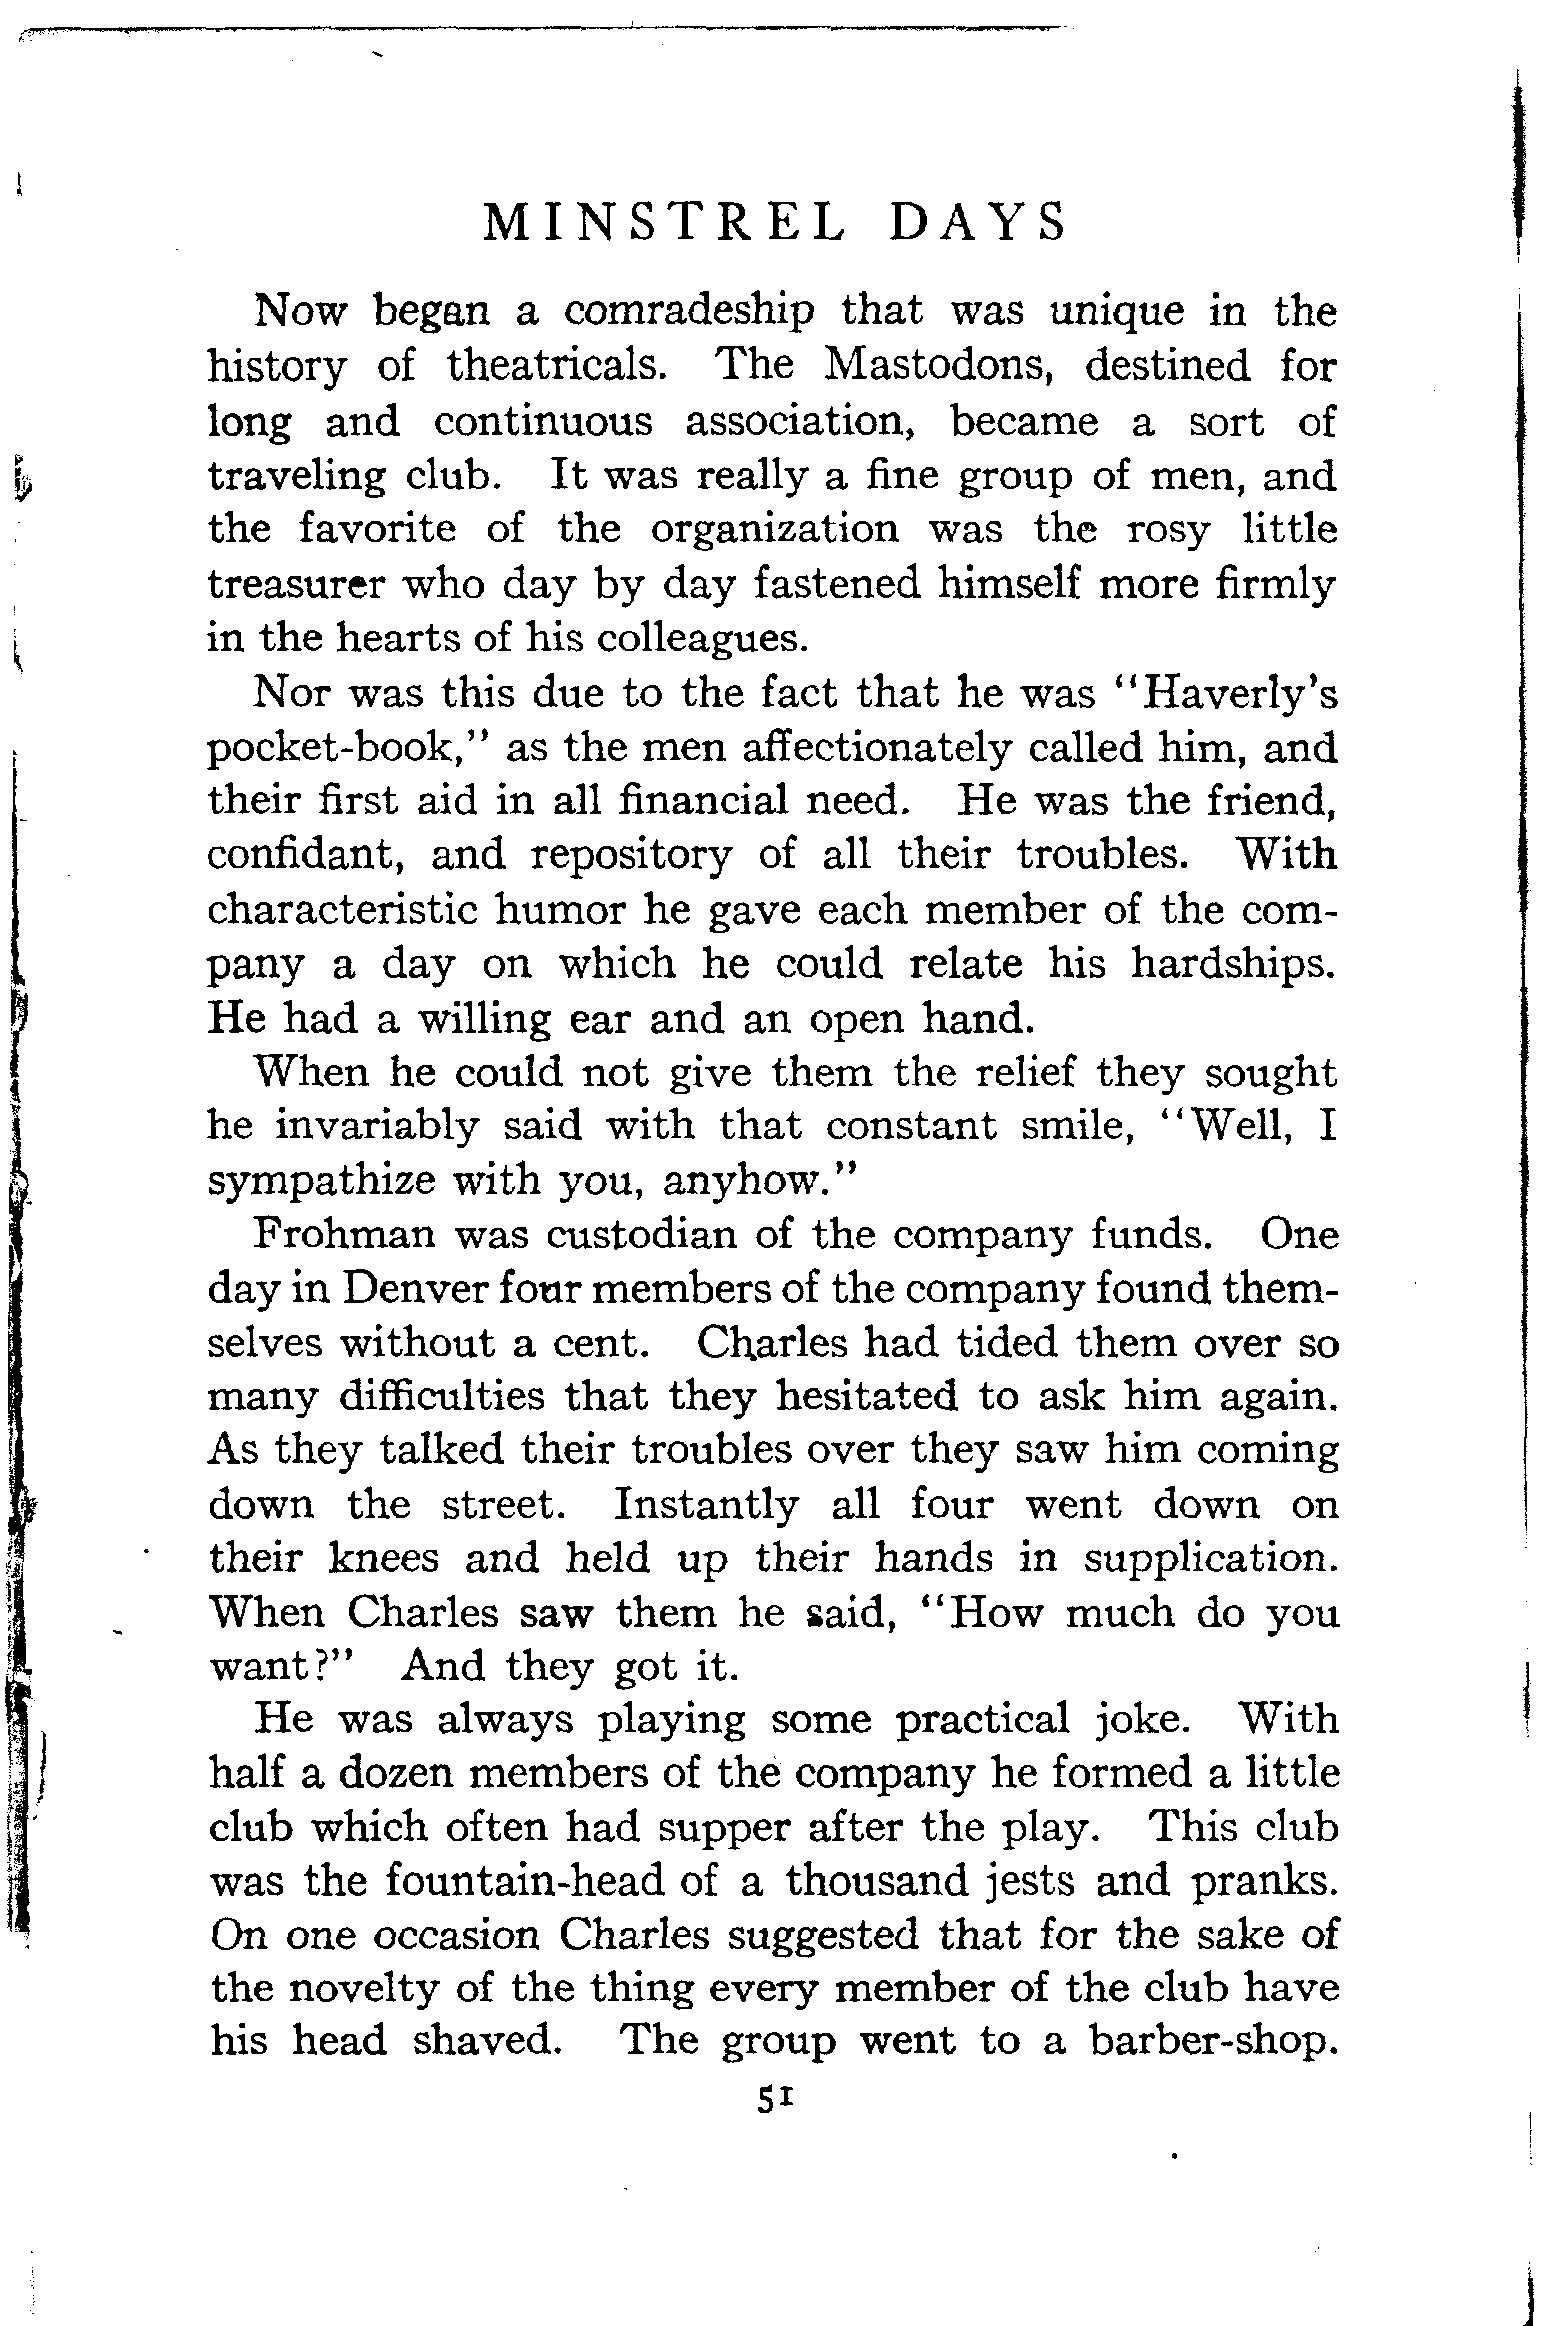 MINSTREL DAYS
Now began a comradeship that was unique in the
history of theatricals. The Mastodons, destined for
long and continuous association, became a sort of
traveling club. It was really a fine group of men, and
the favorite of the organization was the rosy little
treasurer who day by day fastened himself more firmly
in the hearts of his colleagues.
Nor was this due to the fact that he was "Haverly's
pocket-book," as the men affectionately called him, and
their first aid in all financial need. He was the friend,
confidant, and repository of all their troubles. With
characteristic humor he gave each member of the com-
pany a day on which he could relate his hardships.
He had a willing ear and an open hand.
When he could not give them the relief they sought
he invariably said with that constant smile, "Well, I
sympathize with you, anyhow."
Frohman was custodian of the company funds. One
day in Denver four members of the company found them-
selves without a cent. Charles had tided them over so
many difficulties that they hesitated to ask him again.
As they talked their troubles over they saw him coming
down the street. Instantly all four went down on
their knees and held up their hands in supplication.
When Charles saw them he said, "How much do you
want?" And they got it.
He was always playing some practical joke. With
half a dozen members of the company he formed a little
club which often had supper after the play. This club
was the fountain-head of a thousand jests and pranks.
On one occasion Charles suggested that for the sake of
the novelty of the thing every member of the club have
his head shaved. The group went to a barber-shop.
51